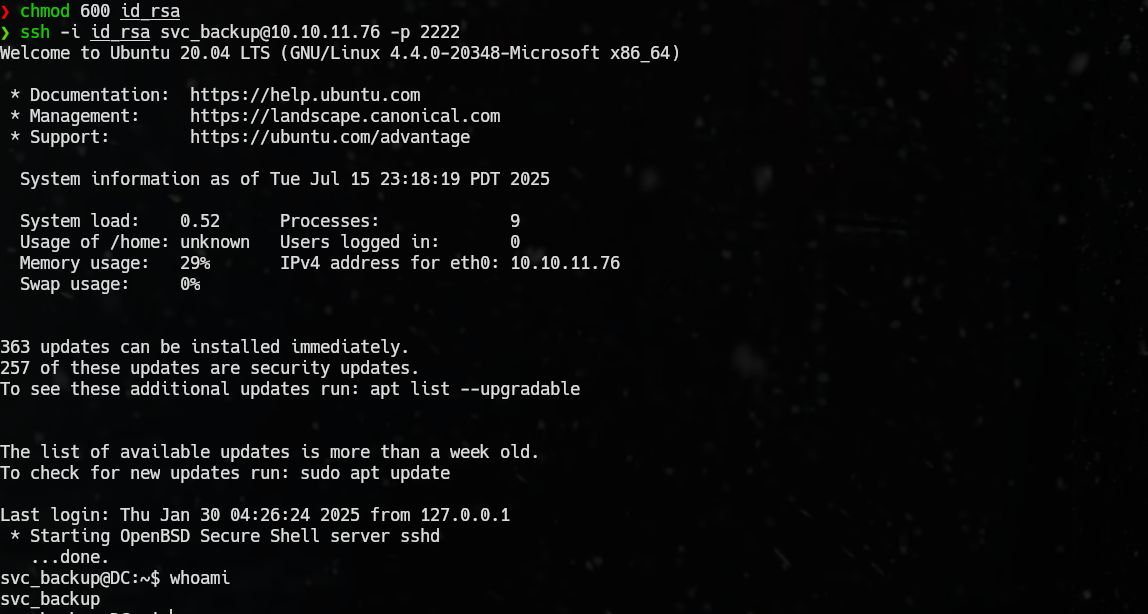 ❯ chmod 600 id_rsa
❯ ssh -i id_rsa svc_backup@10.10.11.76 -p 2222
Welcome to Ubuntu 20.04 LTS (GNU/Linux 4.4.0-20348-Microsoft x86_64)

 * Documentation:  https://help.ubuntu.com
 * Management:     https://landscape.canonical.com
 * Support:        https://ubuntu.com/advantage

  System information as of Tue Jul 15 23:18:19 PDT 2025

  System load:    0.52      Processes:             9
  Usage of /home: unknown   Users logged in:       0
  Memory usage:   29%       IPv4 address for eth0: 10.10.11.76
  Swap usage:     0%


363 updates can be installed immediately.
257 of these updates are security updates.
To see these additional updates run: apt list --upgradable


The list of available updates is more than a week old.
To check for new updates run: sudo apt update

Last login: Thu Jan 30 04:26:24 2025 from 127.0.0.1
 * Starting OpenBSD Secure Shell server sshd
   ...done.
svc_backup@DC:~$ whoami
svc_backup